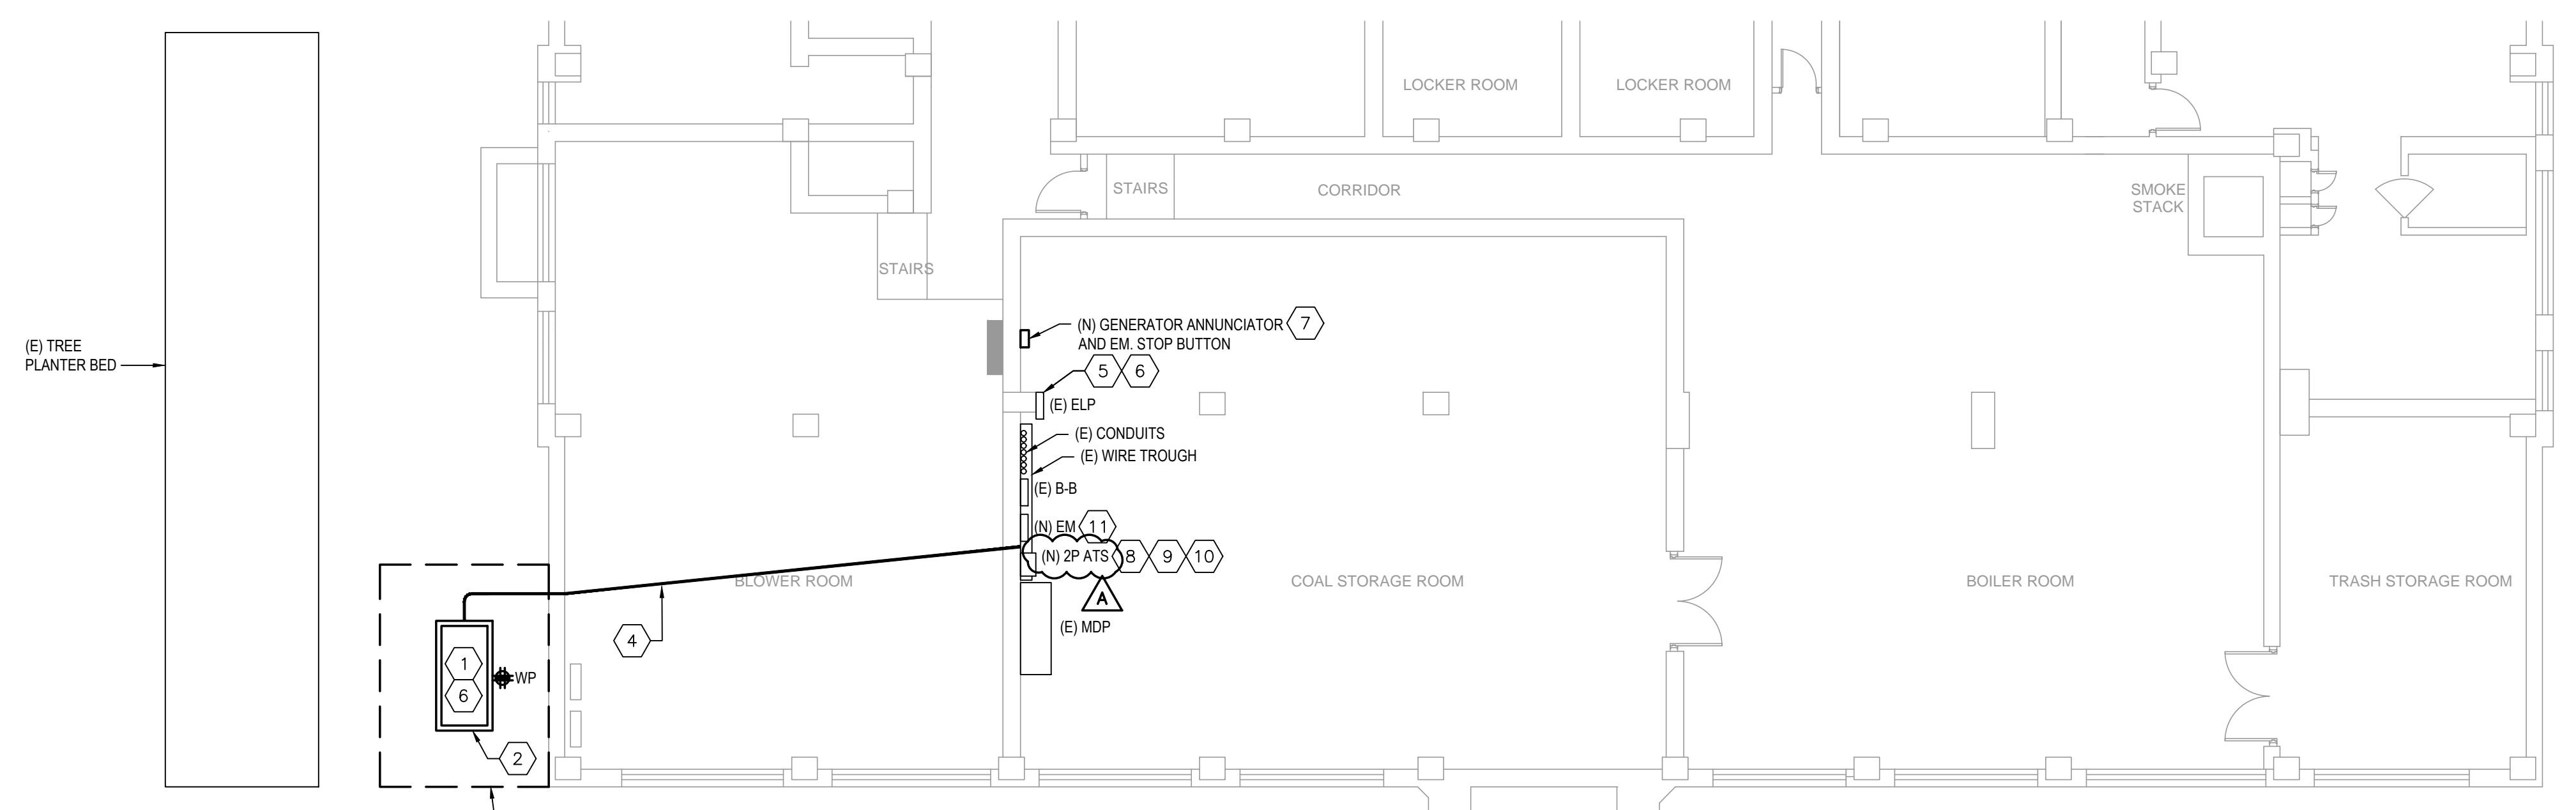 LOCKER ROOM
LOCKER ROOM
STAIRS
CORRIDOR
SMOKE
STACK
STAIRS
(N) GENERATOR ANNUNCIATOR 7
AND EM. STOP BUTTON
(E) TREE
PLANTER BED
5 6
(E) ELP
(E) CONDUITS
(E) WIRE TROUGH
(E) B-B
(N) EM 11
(N) 2P ATS 8 9 10
A
BLOWER ROOM
COAL STORAGE ROOM
BOILER ROOM
TRASH STORAGE ROOM
(E) MDP
4
1
6
WP
2